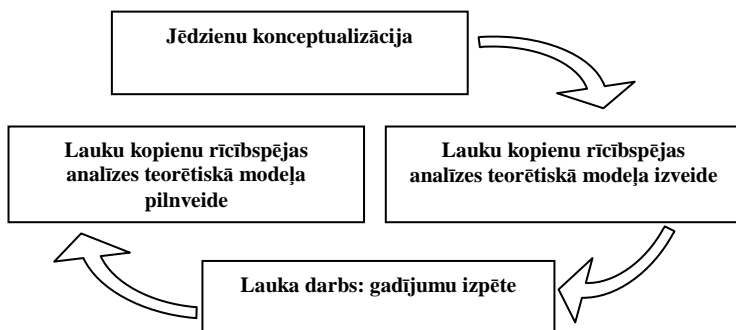 Jēdzienu konceptualizācija
Lauku kopienu rīcībspējas
analīzes teorētiskā modeļa
pilnveide
Lauku kopienu rīcībspējas
analīzes teorētiskā modeļa izveide
Lauka darbs: gadījumu izpēte